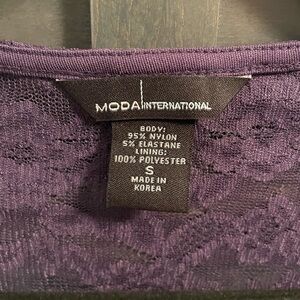 MODA INTERNATIONAL
BODY:
95% NYLON
5% ELASTANE
LINING:
100% POLYESTER
S
MADE IN
KOREA